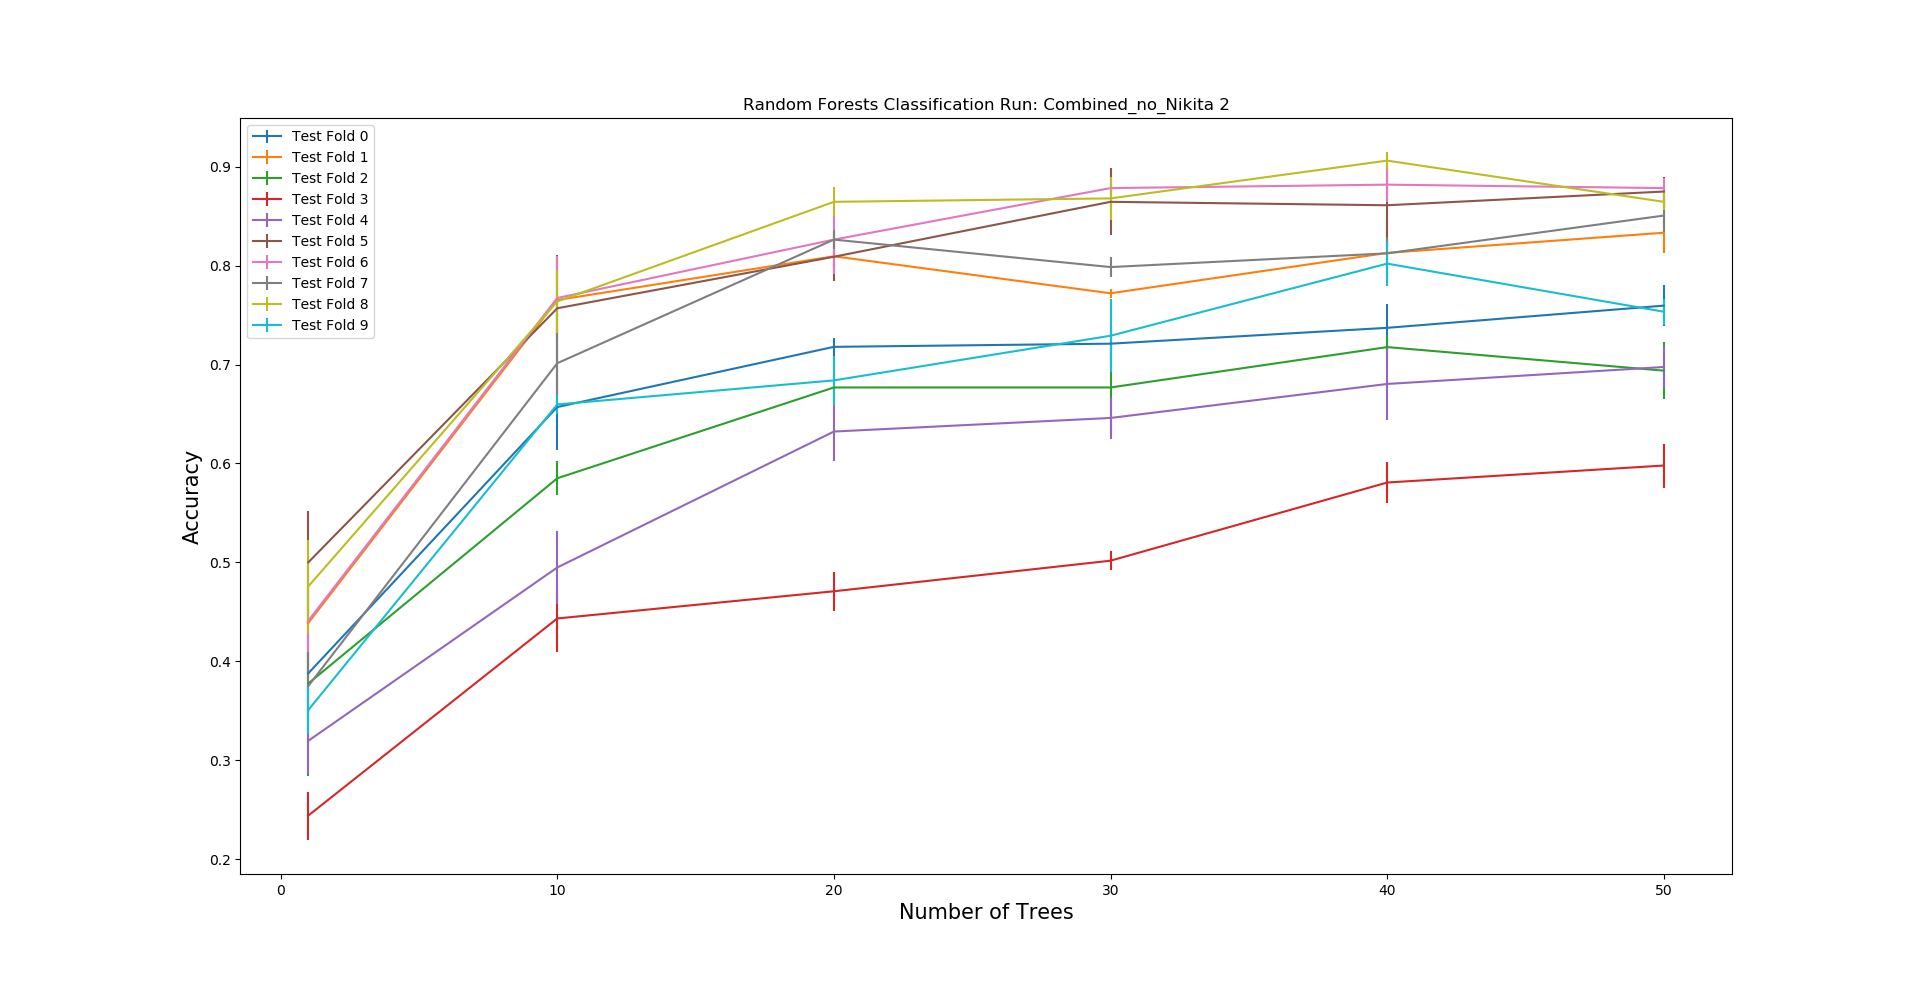 Random Forests Classification Run: Combined_no_Nikita 2
Test Fold 0
Test Fold 1
Test Fold 2
Test Fold 3
Test Fold 4
Test Fold 5
Test Fold 6
Test Fold 7
Test Fold 8
Test Fold 9
0.9
0.8
0.7
0.6
0.5
0.4
0.3
0.2
Accuracy
0 10 20 30 40 50
Number of Trees